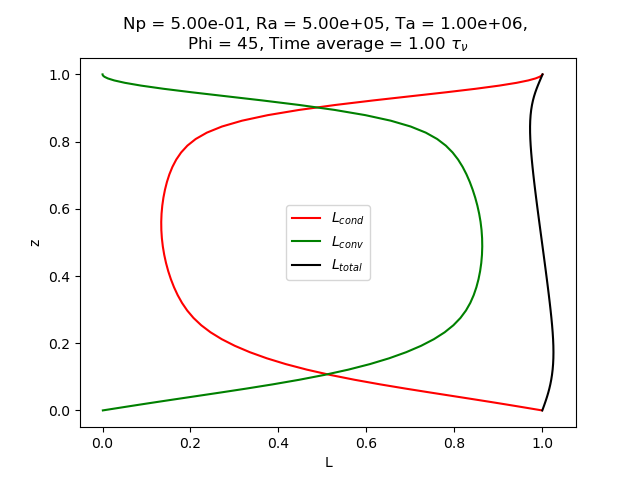 Np = 5.00e-01, Ra = 5.00e+05, Ta = 1.00e+06,
Phi = 45, Time average = 1.00 τ_ν
1.0
0.8
0.6
0.4
0.2
0.0
z
L_cond
L_conv
L_total
0.0 0.2 0.4 0.6 0.8 1.0
L